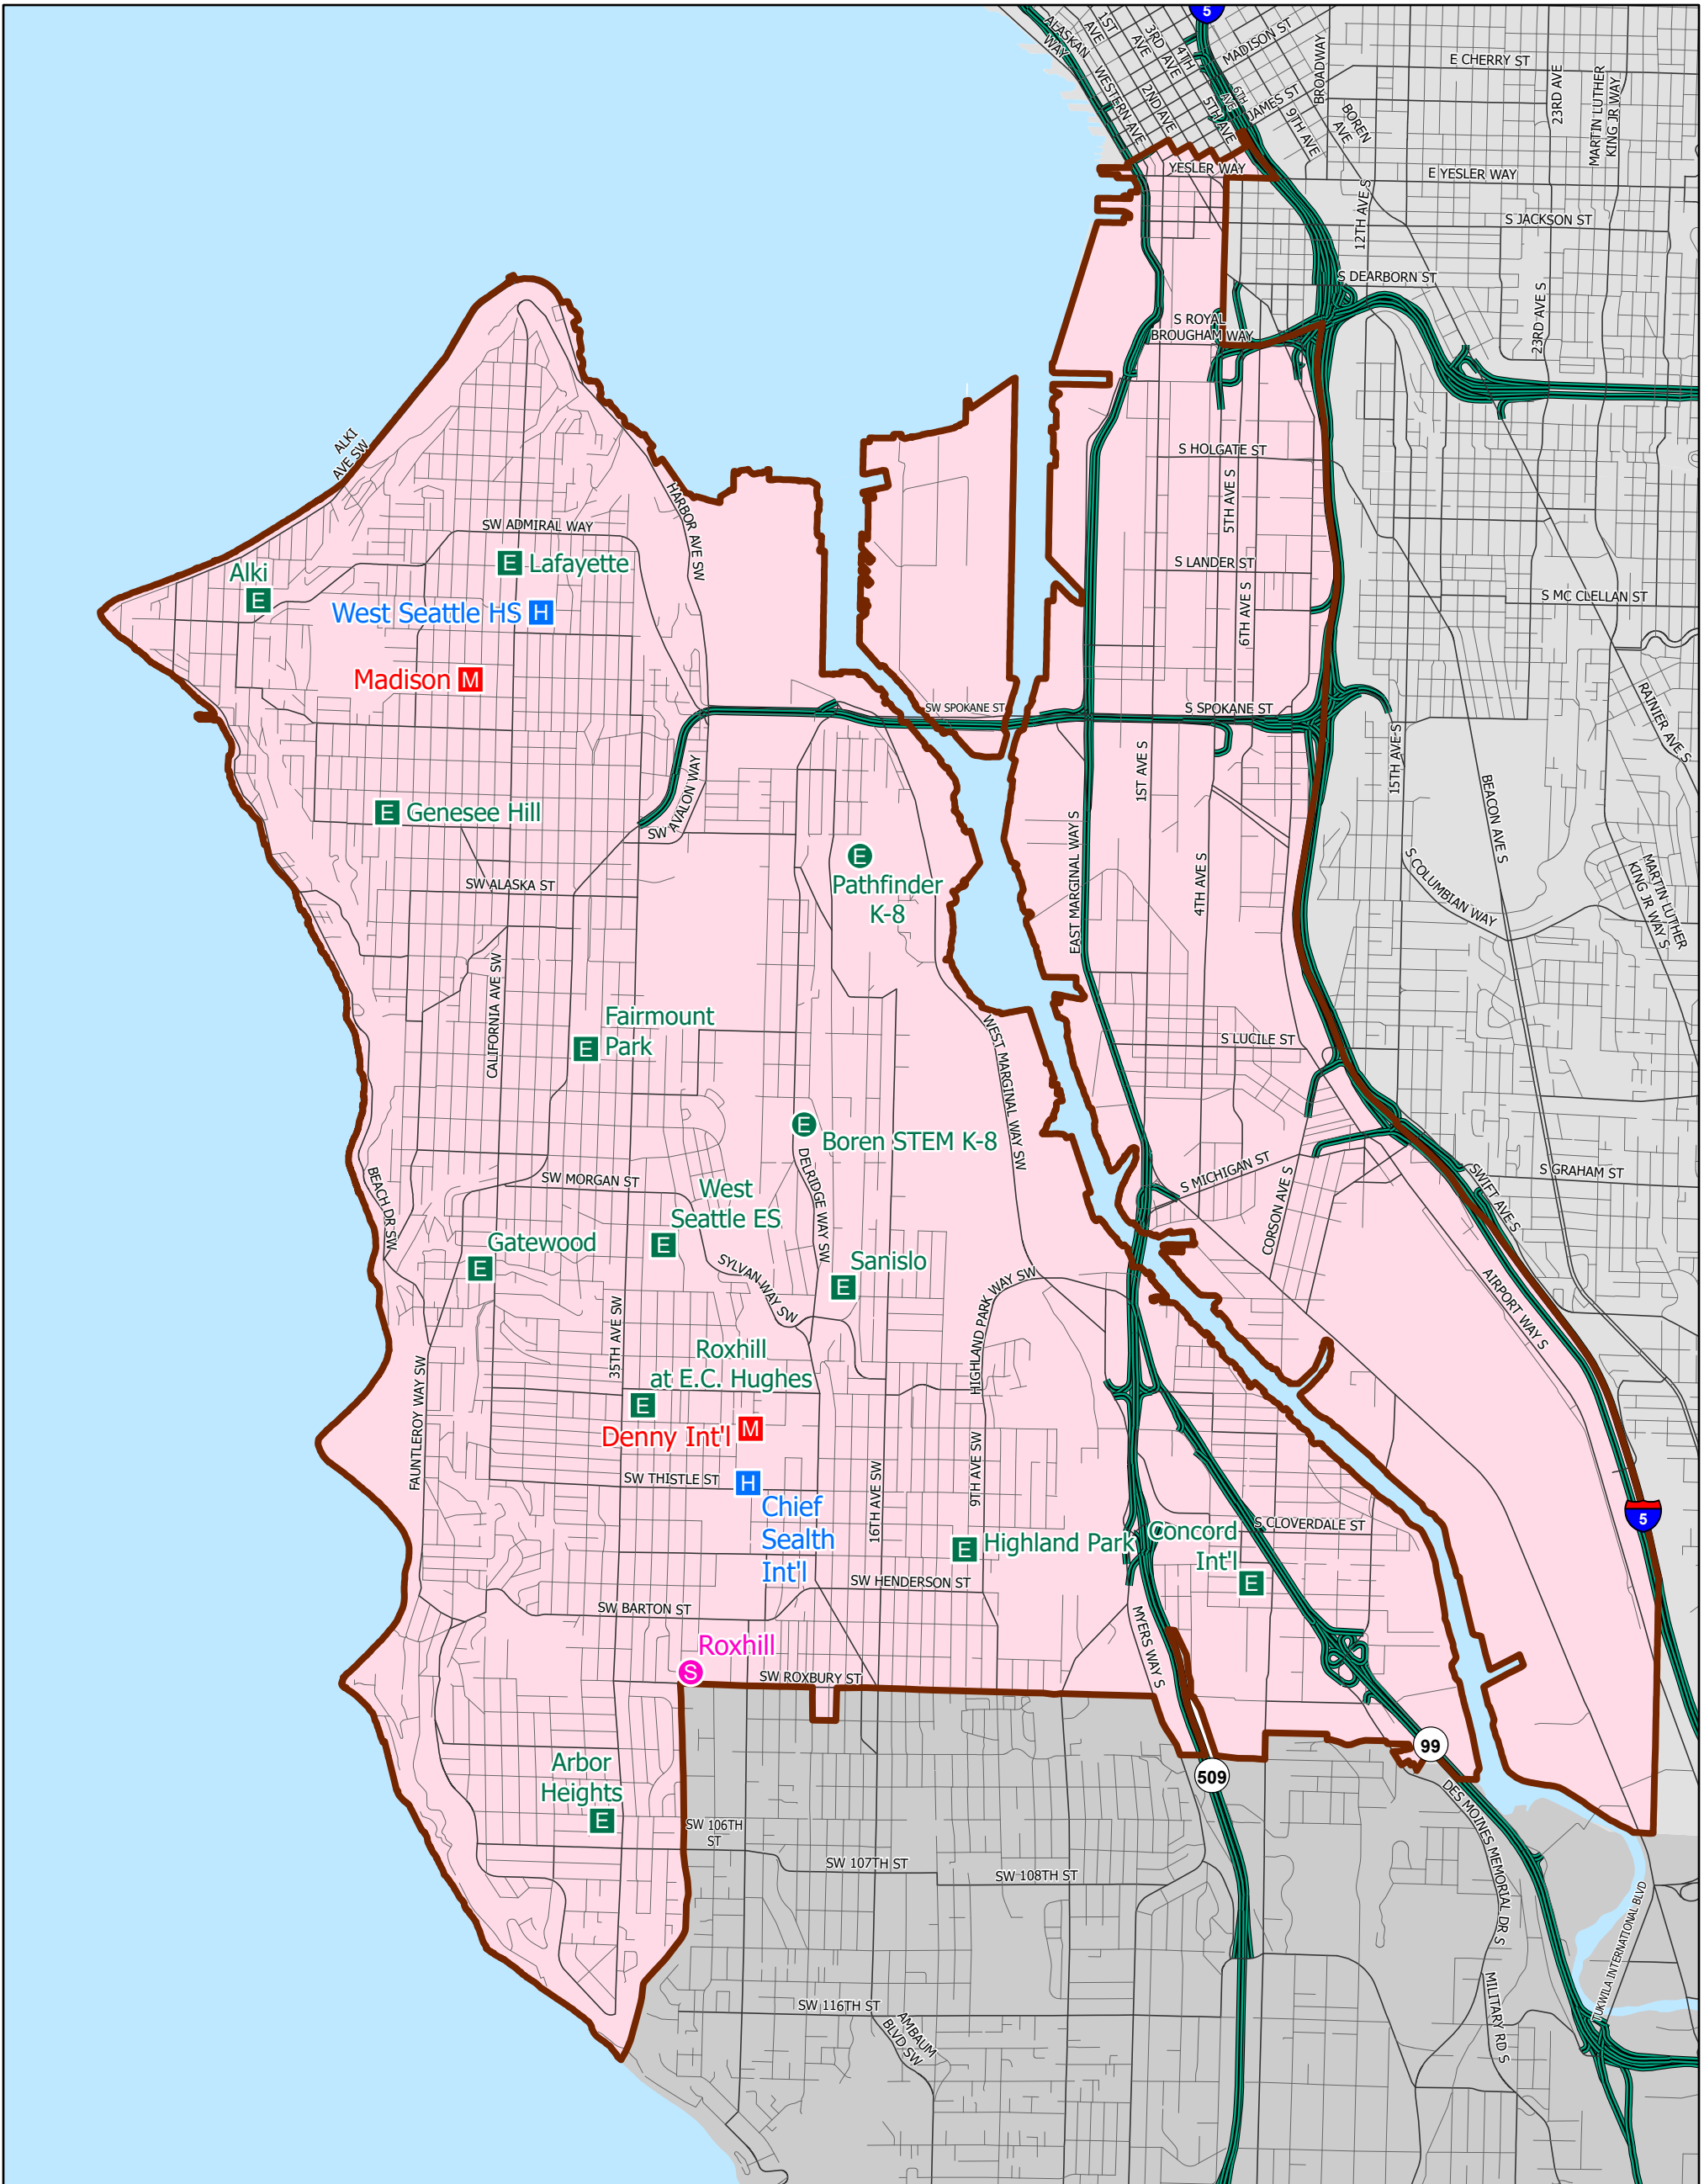 5
ALASKAN
WAY
1ST
AVE
3RD
AVE
4TH
MADISON ST
BROADWAY
E CHERRY ST
23RD AVE
MARTIN LUTHER
KING JR WAY
WESTERN AVE
2ND AVE
5TH AVE
6TH
AVE
JAMES ST
9TH AVE
BOREN
AVE
YESLER WAY
E YESLER WAY
12TH AVE S
S JACKSON ST
S DEARBORN ST
23RD AVE S
S ROYAL
BROUGHAM WAY
ALKI
AVE SW
HARBOR AVE SW
S HOLGATE ST
5TH AVE S
SW ADMIRAL WAY
Alki
E
E Lafayette
S LANDER ST
6TH AVE S
S MC CLELLAN ST
West Seattle HS H
Madison M
SW SPOKANE ST
S SPOKANE ST
RAINIER AVE S
15TH AVE S
1ST AVE S
BEACON AVE S
E Genesee Hill
SW AVALON WAY
E
Pathfinder
K-8
SW ALASKA ST
EAST MARGINAL WAY S
4TH AVE S
S COLUMBIAN WAY
MARTIN LUTHER
KING JR WAY S
CALIFORNIA AVE SW
Fairmount
E Park
WEST MARGINAL WAY SW
S LUCILE ST
E
Boren STEM K-8
DELRIDGE WAY SW
BEACH DR SW
SW MORGAN ST
West
Seattle ES
E
S MICHIGAN ST
CORSON AVE S
SWIFT AVE S
S GRAHAM ST
Gatewood
E
SYLVAN WAY SW
Sanislo
E
HIGHLAND PARK WAY SW
AIRPORT WAY S
35TH AVE SW
Roxhill
at E.C. Hughes
E
Denny Int'l M
FAUNTLEROY WAY SW
SW THISTLE ST
H
Chief
Sealth
Int'l
16TH AVE SW
9TH AVE SW
E Highland Park
Concord
Int'l
E
S CLOVERDALE ST
5
SW HENDERSON ST
SW BARTON ST
MYERS WAY S
Roxhill
S
SW ROXBURY ST
99
509
Arbor
Heights
E
SW 106TH
ST
SW 107TH ST
SW 108TH ST
DES MOINES MEMORIAL DR S
TUKWILA INTERNATIONAL BLVD
MILITARY RD S
SW 116TH ST
AMBAUM
BLVD SW